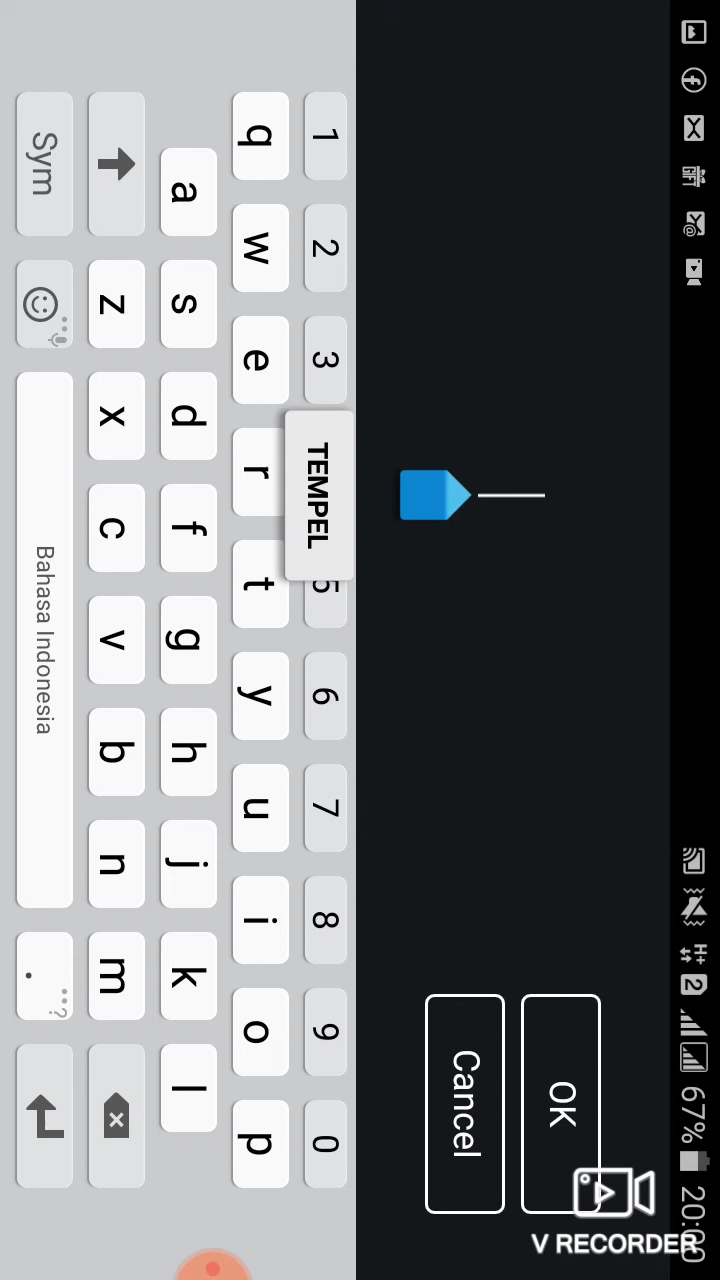 H+ 2 67% 20:00
OK
Cancel
V RECORDER
TEMPEL
1 2 3 5 6 7 8 9 0
q w e r t y u i o p
a s d f g h j k l
z x c v b n m
Sym Bahasa Indonesia . ...?